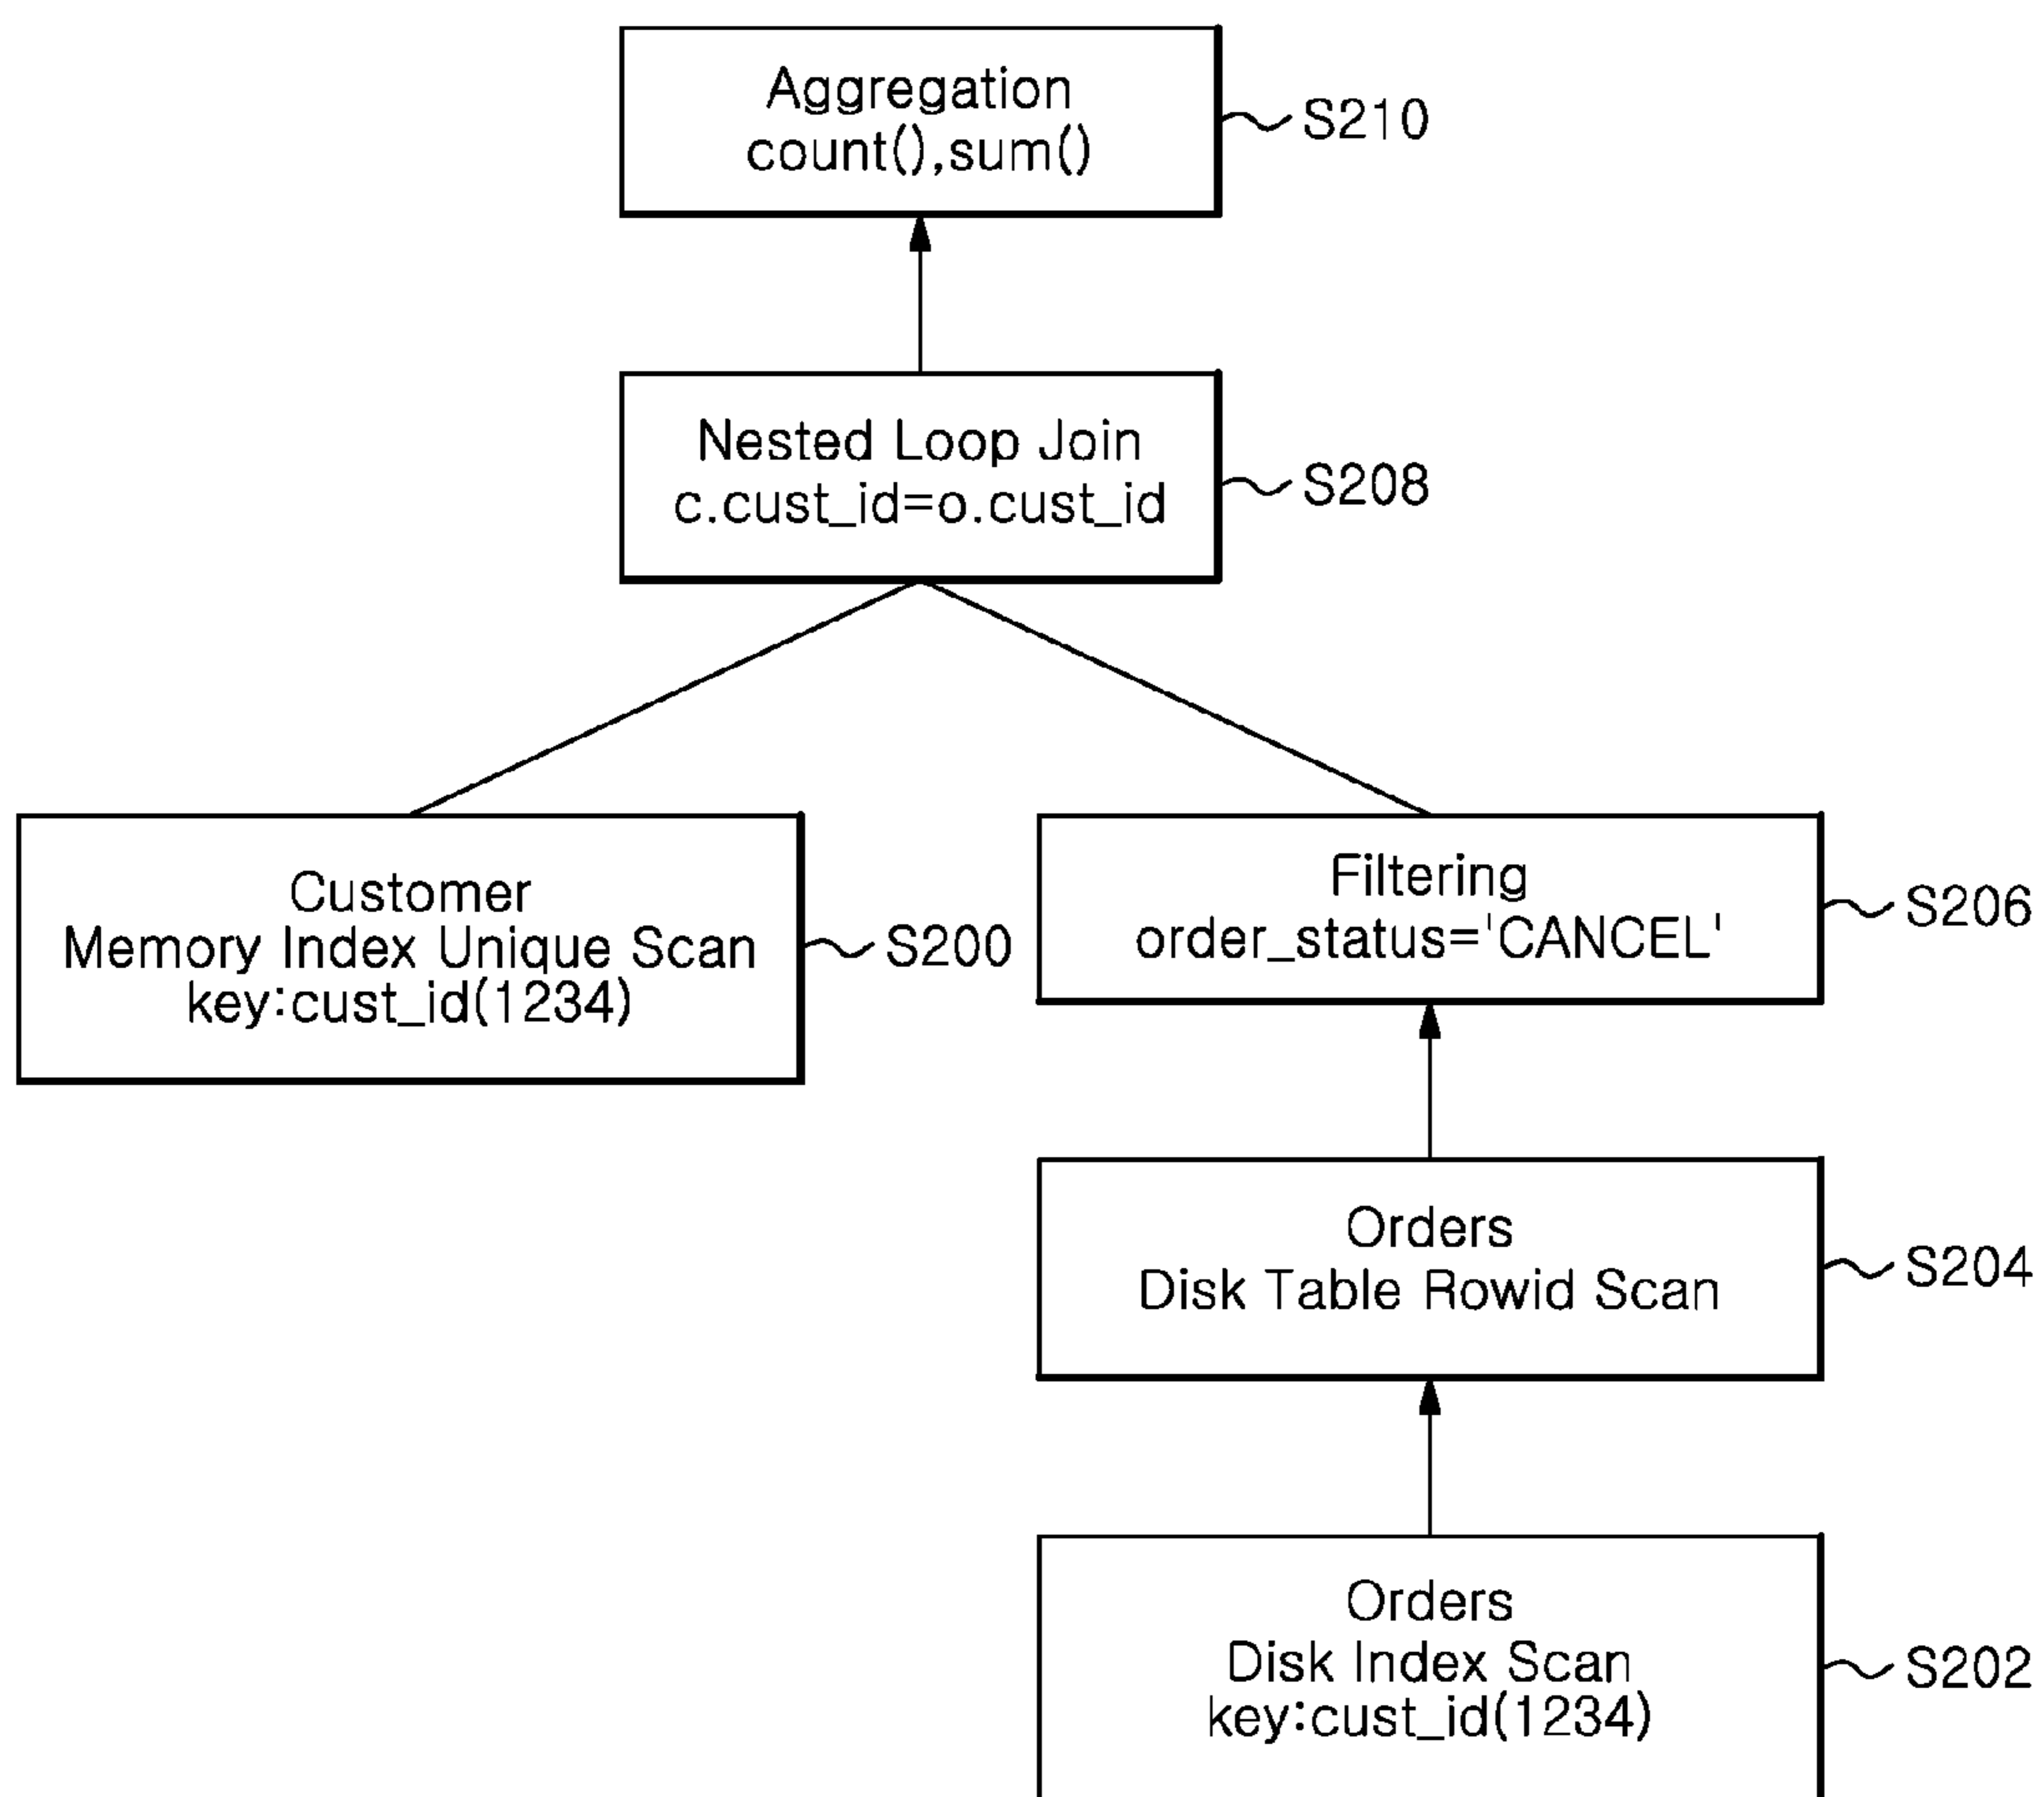 Aggregation
count(),sum()
S210
Nested Loop Join
c.cust_id=o.cust_id
S208
Customer
Memory Index Unique Scan
key:cust_id(1234)
S200
Filtering
order_status='CANCEL'
S206
Orders
Disk Table Rowid Scan
S204
Orders
Disk Index Scan
key:cust_id(1234)
S202